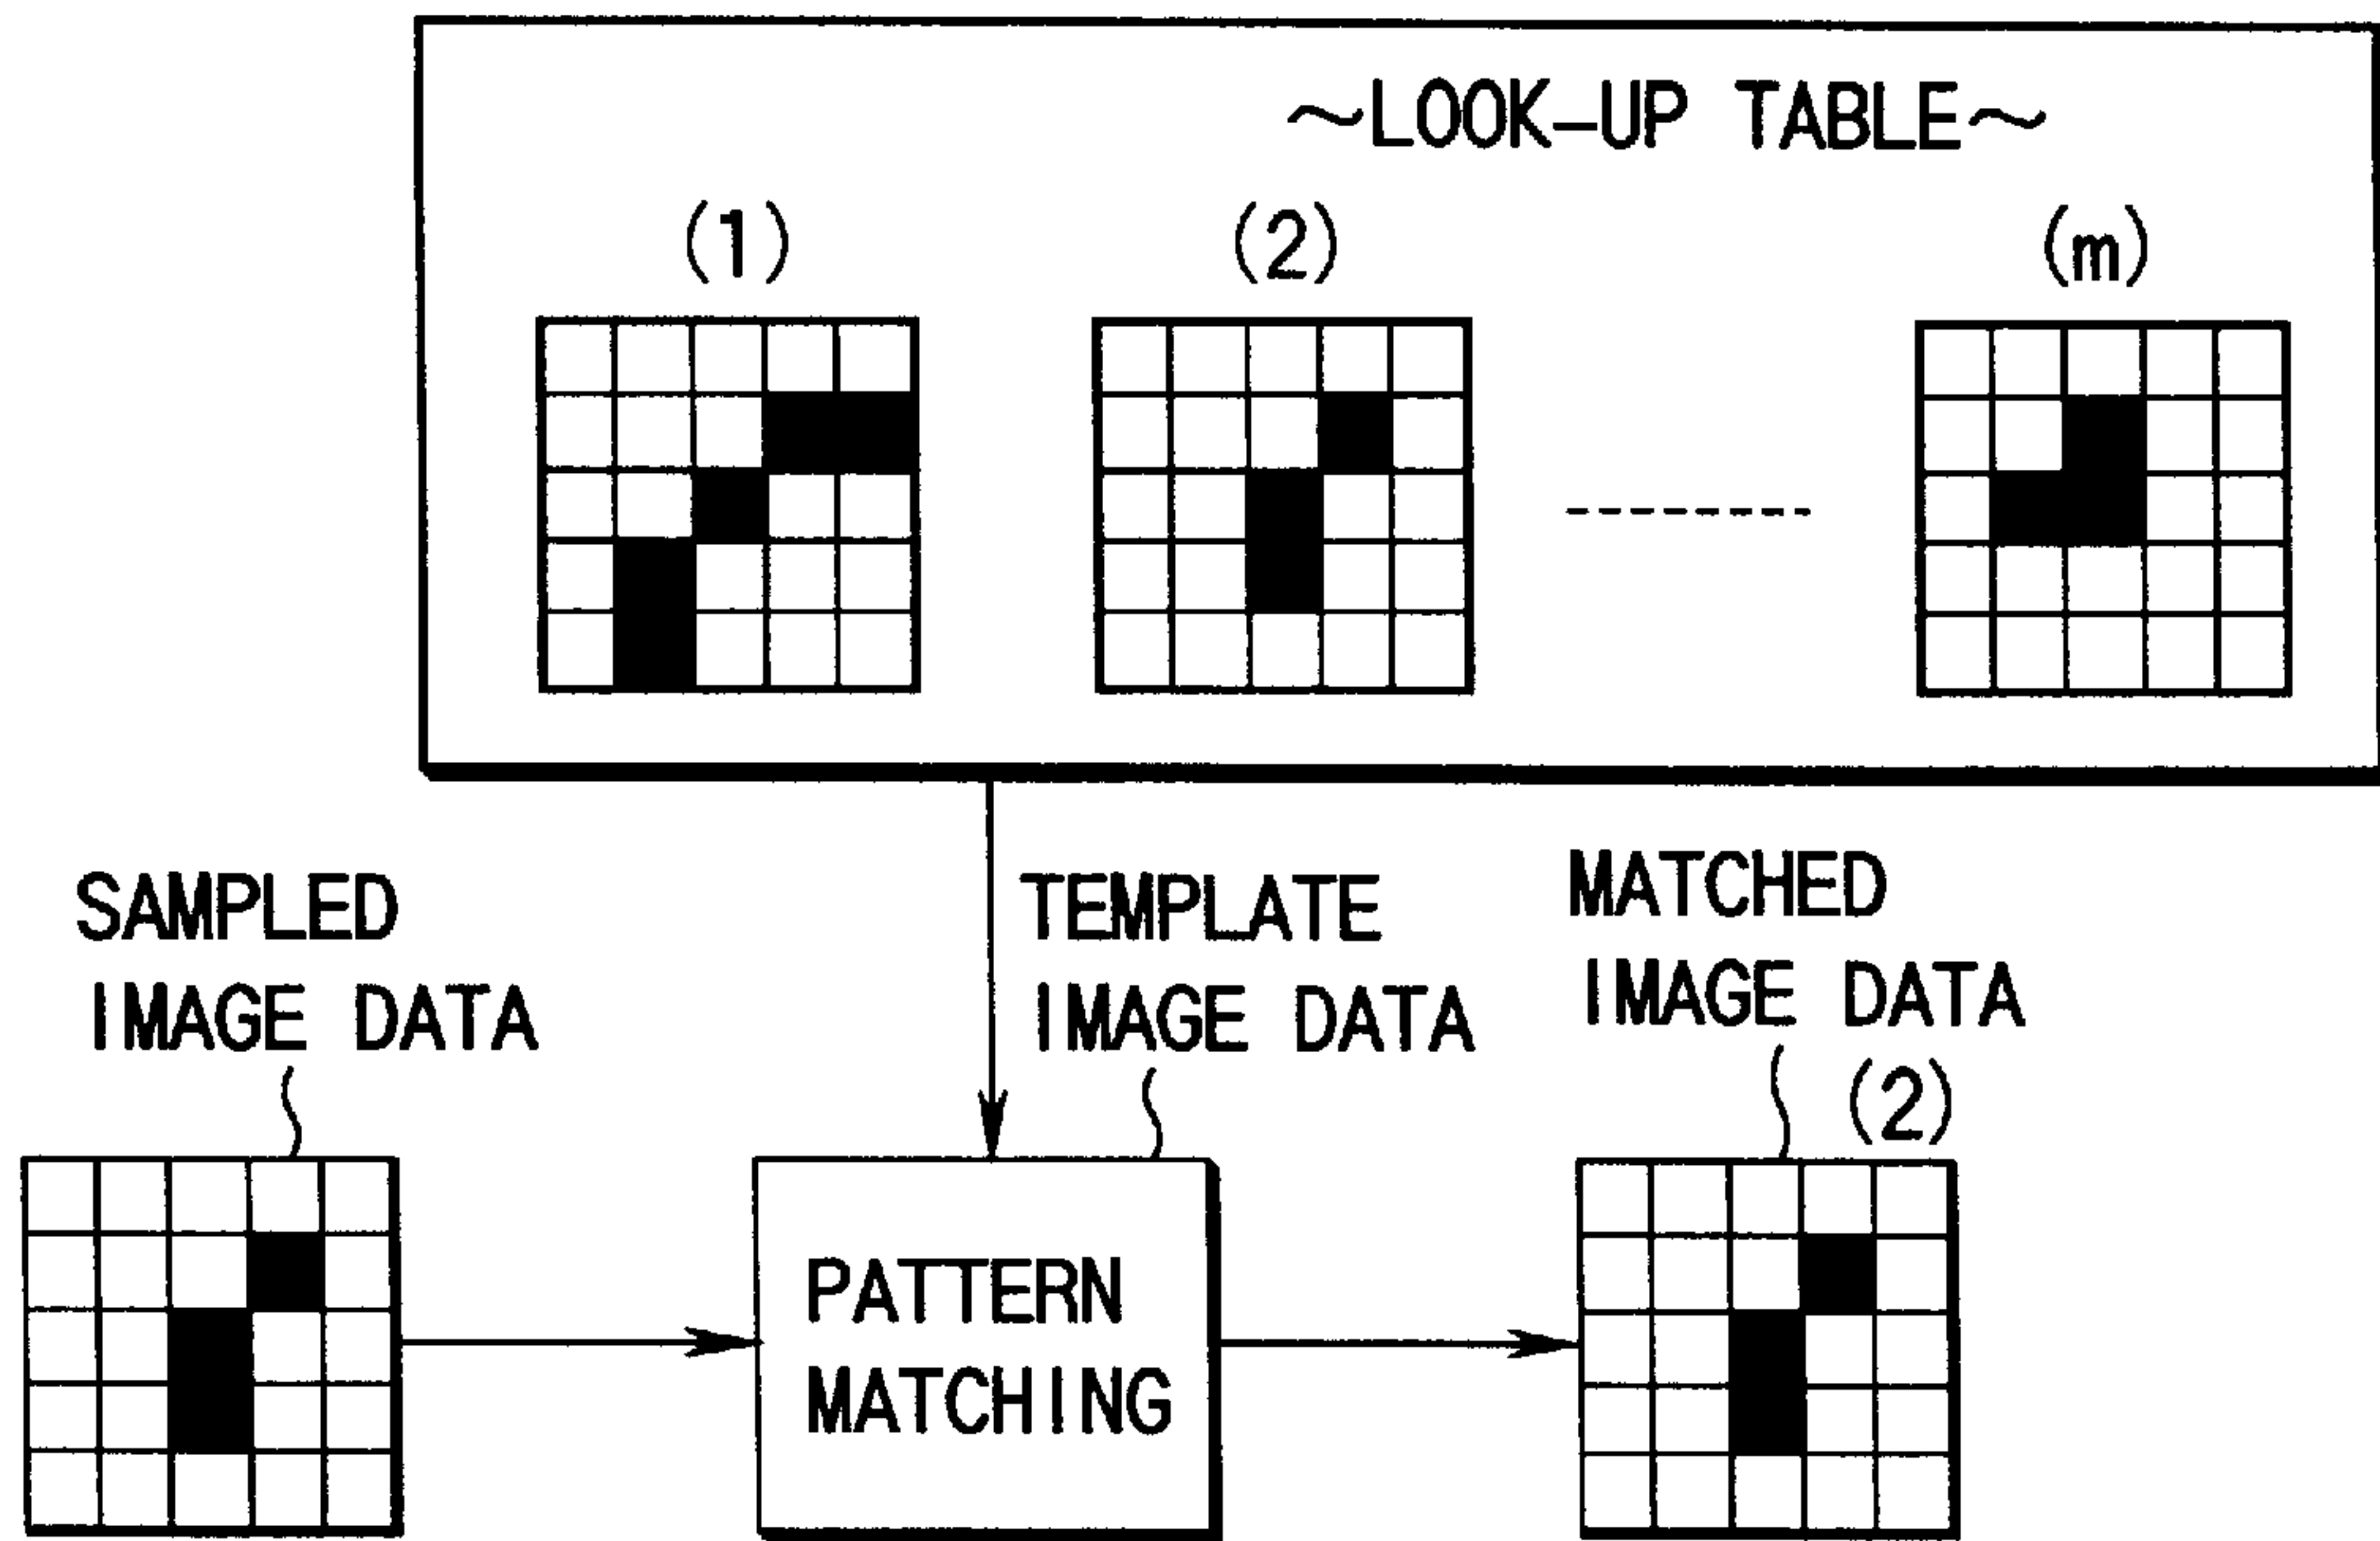 ~LOOK-UP TABLE~
(1)
(2)
(m)
SAMPLED
IMAGE DATA
TEMPLATE
IMAGE DATA
MATCHED
IMAGE DATA
(2)
PATTERN
MATCHING